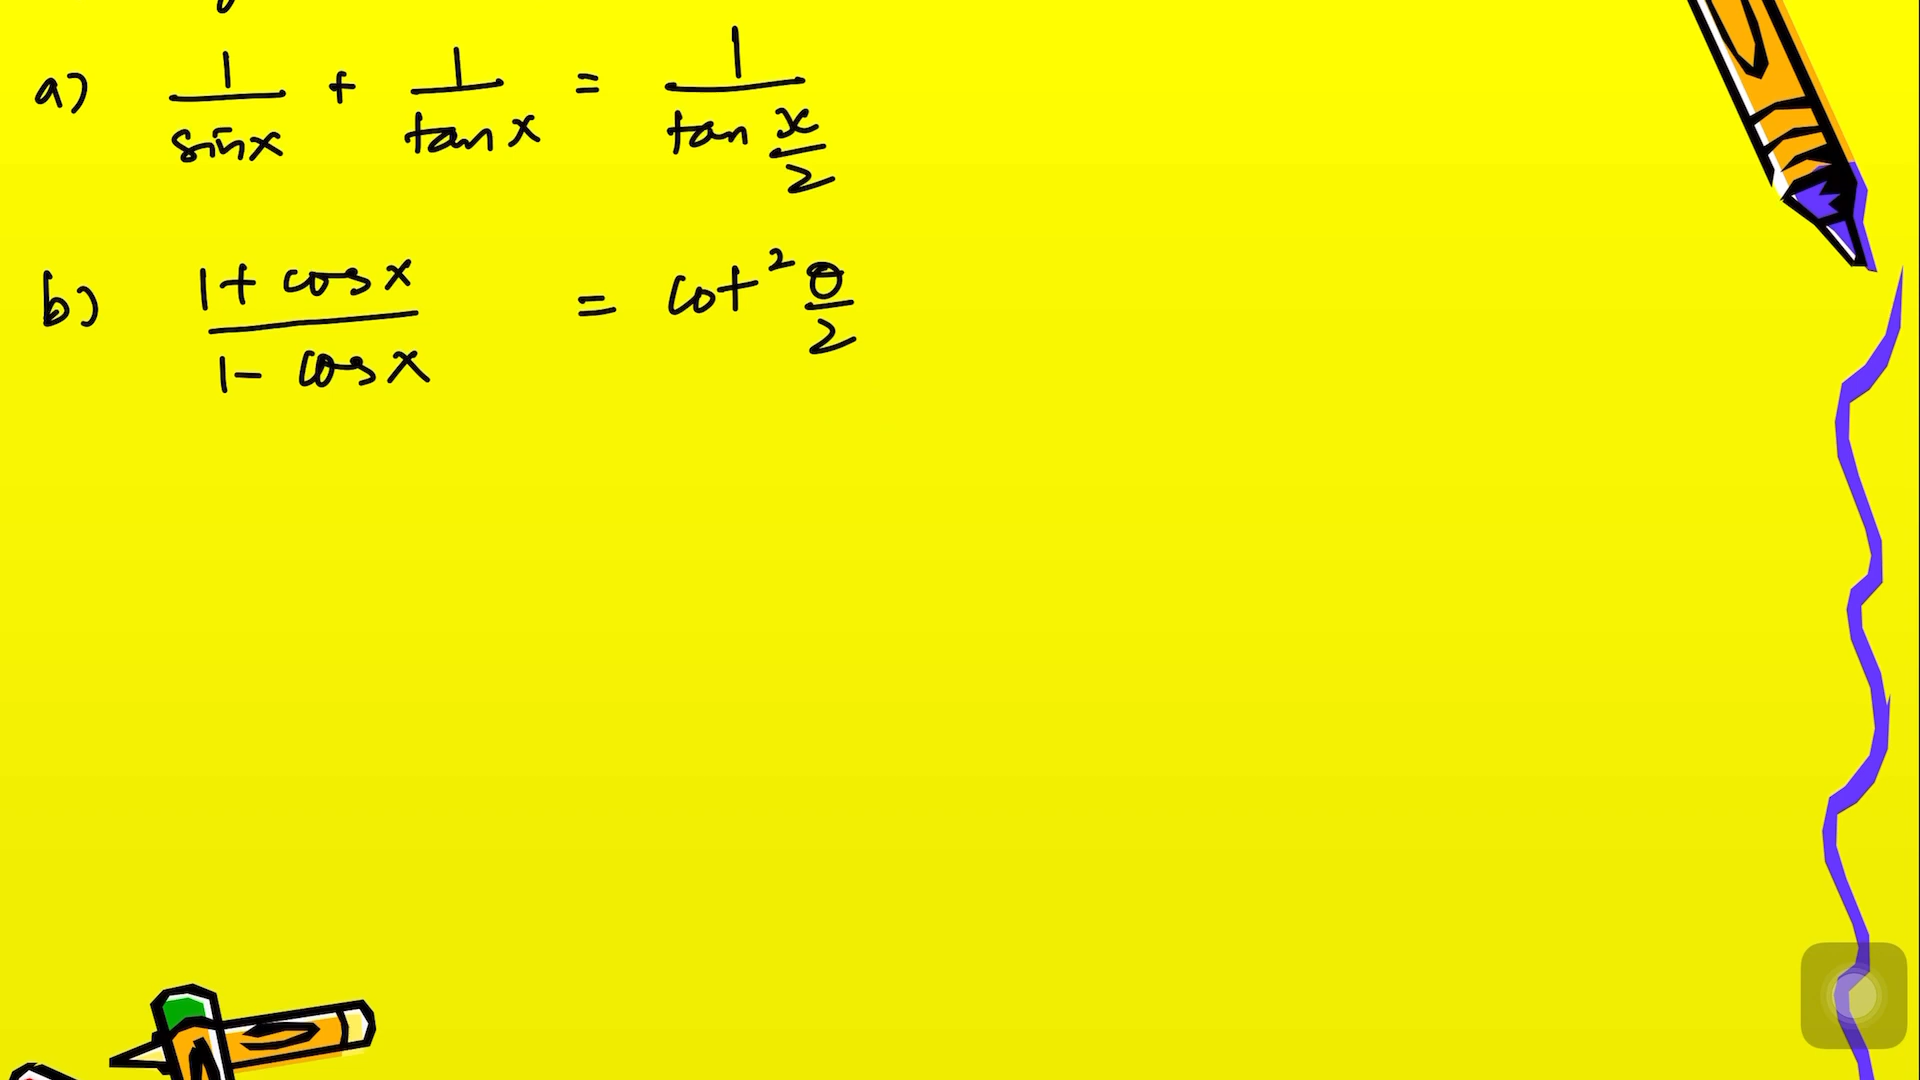 a) 1/sinx + 1/tanx = 1/tan x/2
b) 1+cosx/1-cosx = cot² θ/2